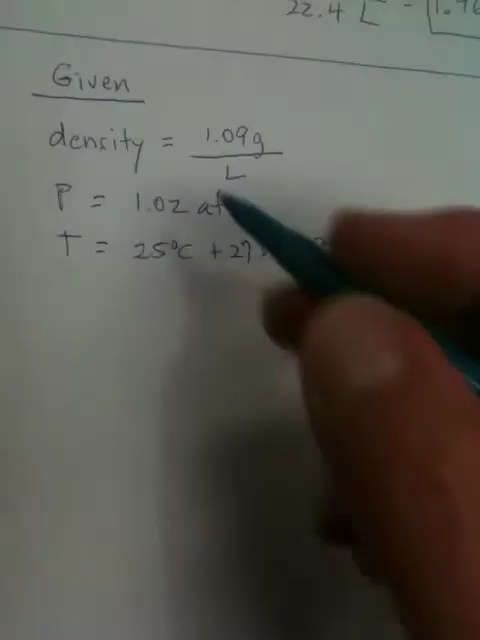 22.4 L
Given
density = 1.09g
L
P = 1.02 at
T = 25°C + 27